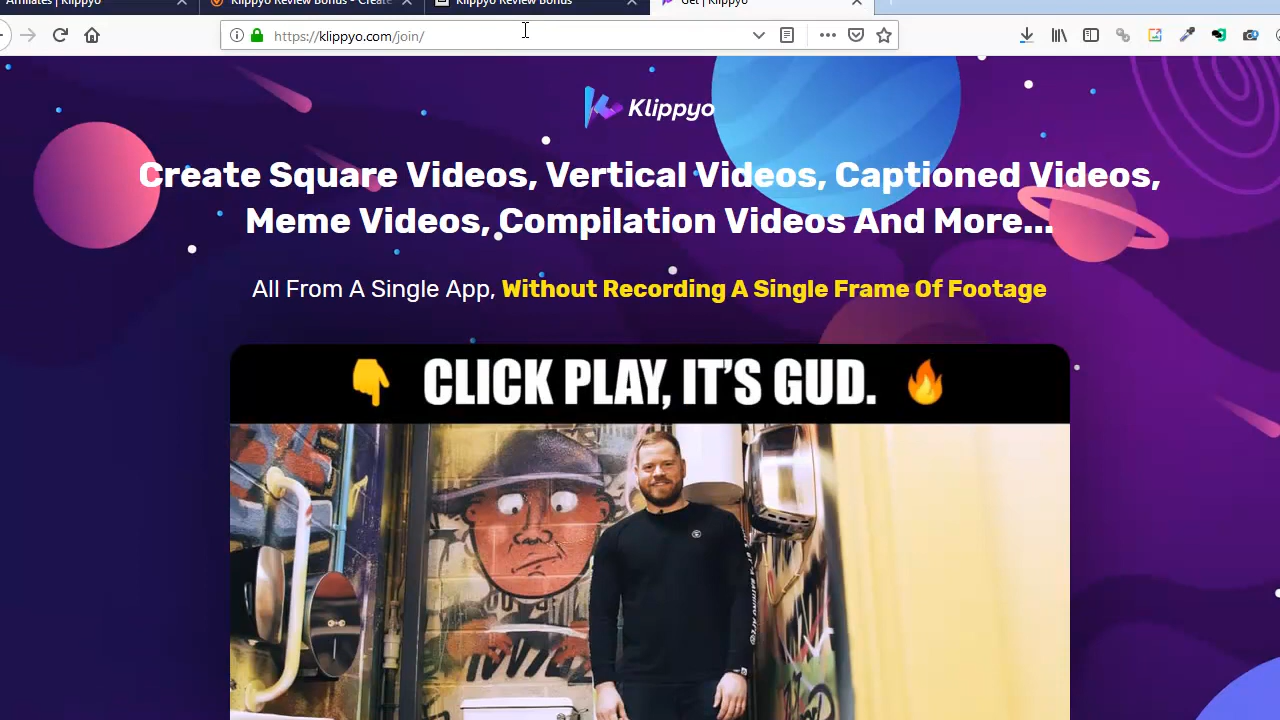 Affiliates | Klippyo
Klippyo Review Bonus - Create
Klippyo Review Bonus
Get | Klippyo
https://klippyo.com/join/
Klippyo
Create Square Videos, Vertical Videos, Captioned Videos,
Meme Videos, Compilation Videos And More...
All From A Single App, Without Recording A Single Frame Of Footage
CLICK PLAY, IT'S GUD.